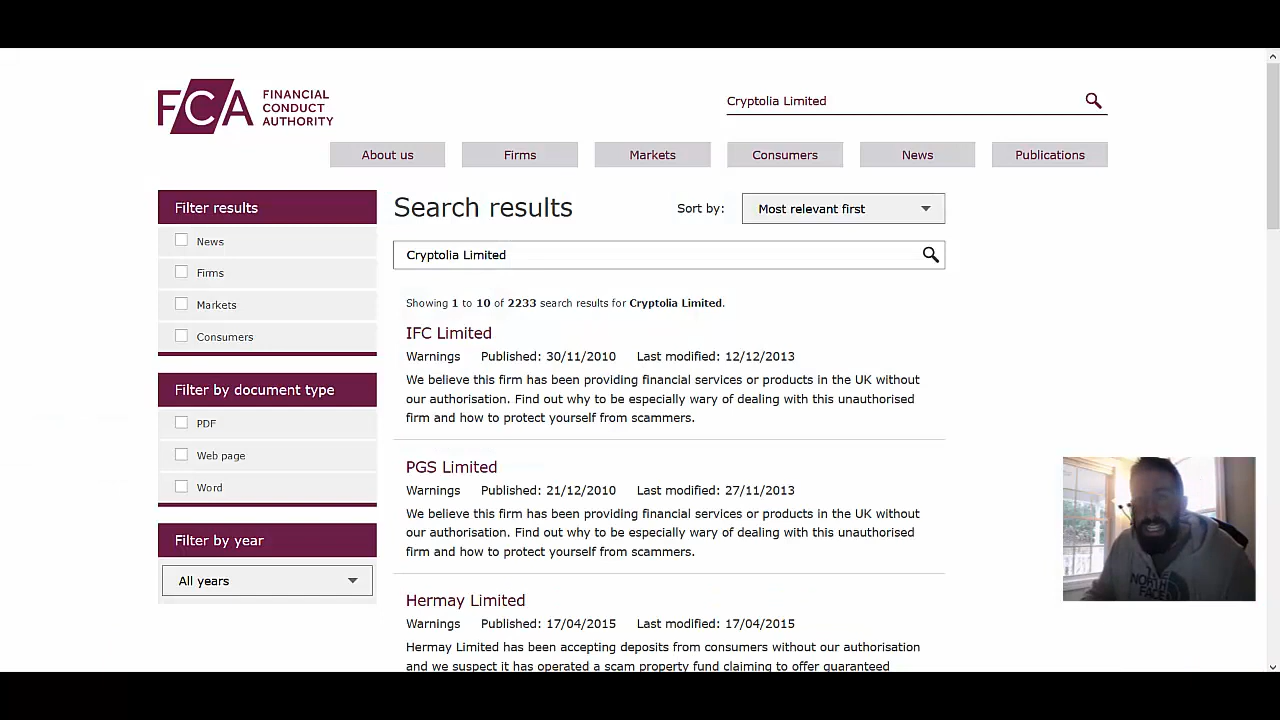 FCA FINANCIAL
CONDUCT
AUTHORITY
Cryptolia Limited
About us
Firms
Markets
Consumers
News
Publications
Filter results
News
Firms
Markets
Consumers
Filter by document type
PDF
Web page
Word
Filter by year
All years
Search results
Sort by:
Most relevant first
Cryptolia Limited
Showing 1 to 10 of 2233 search results for Cryptolia Limited.
IFC Limited
Warnings Published: 30/11/2010 Last modified: 12/12/2013
We believe this firm has been providing financial services or products in the UK without
our authorisation. Find out why to be especially wary of dealing with this unauthorised
firm and how to protect yourself from scammers.
PGS Limited
Warnings Published: 21/12/2010 Last modified: 27/11/2013
We believe this firm has been providing financial services or products in the UK without
our authorisation. Find out why to be especially wary of dealing with this unauthorised
firm and how to protect yourself from scammers.
Hermay Limited
Warnings Published: 17/04/2015 Last modified: 17/04/2015
Hermay Limited has been accepting deposits from consumers without our authorisation
and we suspect it has operated a scam property fund claiming to offer guaranteed
THE
NORTH
FACE